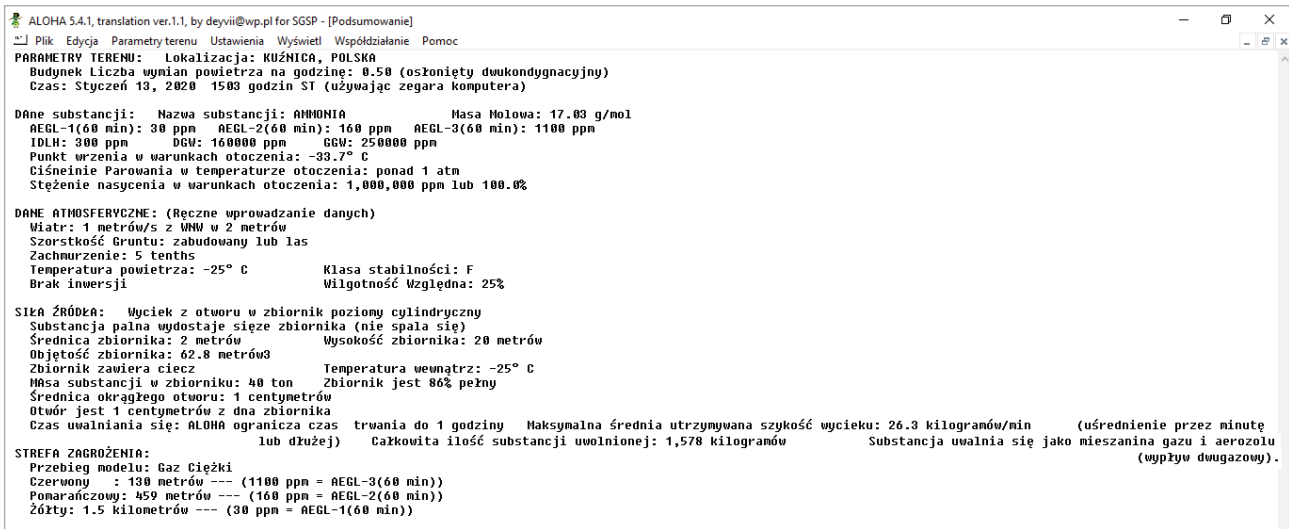 ALOHA 5.4.1, translation ver.1.1, by deyvii@wp.pl for SGSP - [Podsumowanie]
Plik Edycja Parametry terenu Ustawienia Wyświetl Współdziałanie Pomoc
PARAMETRY TERENU: Lokalizacja: KUźNICA, POLSKA
Budynek Liczba wymian powietrza na godzinę: 0.50 (osłonięty dwukondygnacyjny)
Czas: Styczeń 13, 2020 1503 godzin ST (używając zegara komputera)
DAne substancji: Nazwa substancji: AMMONIA Masa Molowa: 17.03 g/mol
AEGL-1(60 min): 30 ppm AEGL-2(60 min): 160 ppm AEGL-3(60 min): 1100 ppm
IDLH: 300 ppm DGW: 160000 ppm GGW: 250000 ppm
Punkt wrzenia w warunkach otoczenia: -33.7° C
Ciśneinie Parowania w temperaturze otoczenia: ponad 1 atm
Stężenie nasycenia w warunkach otoczenia: 1,000,000 ppm lub 100.0%
DANE ATMOSFERYCZNE: (Ręczne wprowadzanie danych)
Wiatr: 1 metrów/s z WNW w 2 metrów
Szorstkość Gruntu: zabudowany lub las
Zachmurzenie: 5 tenths
Temperatura powietrza: -25° C Klasa stabilności: F
Brak inwersji Wilgotność Względna: 25%
SIŁA ŹRÓDŁA: Wyciek z otworu w zbiornik poziomy cylindryczny
Substancja palna wydostaje sięze zbiornika (nie spala się)
Średnica zbiornika: 2 metrów Wysokość zbiornika: 20 metrów
Objętość zbiornika: 62.8 metrów3
Zbiornik zawiera ciecz Temperatura wewnątrz: -25° C
MAsa substancji w zbiorniku: 40 ton Zbiornik jest 86% pełny
Średnica okrągłego otworu: 1 centymetrów
Otwór jest 1 centymetrów z dna zbiornika
Czas uwalniania się: ALOHA ogranicza czas trwania do 1 godziny Maksymalna średnia utrzymywana szykość wycieku: 26.3 kilogramów/min (uśrednienie przez minutę
lub dłużej) Całkowita ilość substancji uwolnionej: 1,578 kilogramów Substancja uwalnia się jako mieszanina gazu i aerozolu
(wypływ dwugazowy).
STREFA ZAGROŻENIA:
Przebieg modelu: Gaz Ciężki
Czerwony : 130 metrów --- (1100 ppm = AEGL-3(60 min))
Pomarańczowy: 459 metrów --- (160 ppm = AEGL-2(60 min))
Żółty: 1.5 kilometrów --- (30 ppm = AEGL-1(60 min))